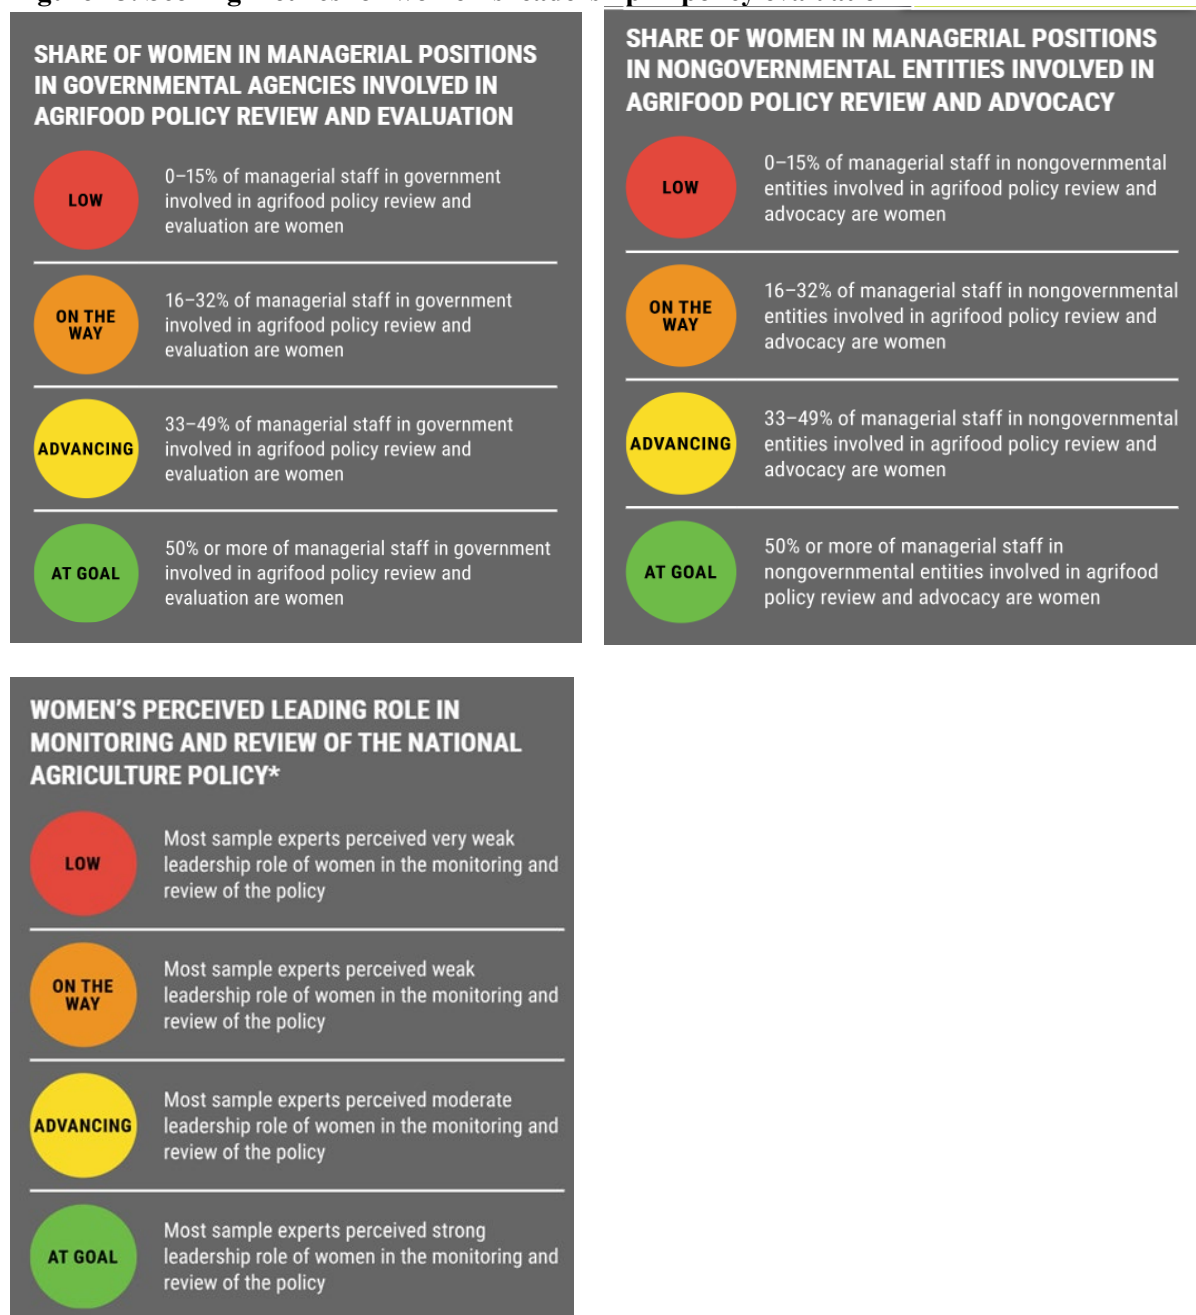 SHARE OF WOMEN IN MANAGERIAL POSITIONS
IN GOVERNMENTAL AGENCIES INVOLVED IN
AGRIFOOD POLICY REVIEW AND EVALUATION
LOW
0–15% of managerial staff in government
involved in agrifood policy review and
evaluation are women
ON THE
WAY
16–32% of managerial staff in government
involved in agrifood policy review and
evaluation are women
ADVANCING
33–49% of managerial staff in government
involved in agrifood policy review and
evaluation are women
AT GOAL
50% or more of managerial staff in government
involved in agrifood policy review and
evaluation are women
SHARE OF WOMEN IN MANAGERIAL POSITIONS
IN NONGOVERNMENTAL ENTITIES INVOLVED IN
AGRIFOOD POLICY REVIEW AND ADVOCACY
LOW
0–15% of managerial staff in nongovernmental
entities involved in agrifood policy review and
advocacy are women
ON THE
WAY
16–32% of managerial staff in nongovernmental
entities involved in agrifood policy review and
advocacy are women
ADVANCING
33–49% of managerial staff in nongovernmental
entities involved in agrifood policy review and
advocacy are women
AT GOAL
50% or more of managerial staff in
nongovernmental entities involved in agrifood
policy review and advocacy are women
WOMEN'S PERCEIVED LEADING ROLE IN
MONITORING AND REVIEW OF THE NATIONAL
AGRICULTURE POLICY*
LOW
Most sample experts perceived very weak
leadership role of women in the monitoring and
review of the policy
ON THE
WAY
Most sample experts perceived weak
leadership role of women in the monitoring and
review of the policy
ADVANCING
Most sample experts perceived moderate
leadership role of women in the monitoring and
review of the policy
AT GOAL
Most sample experts perceived strong
leadership role of women in the monitoring and
review of the policy